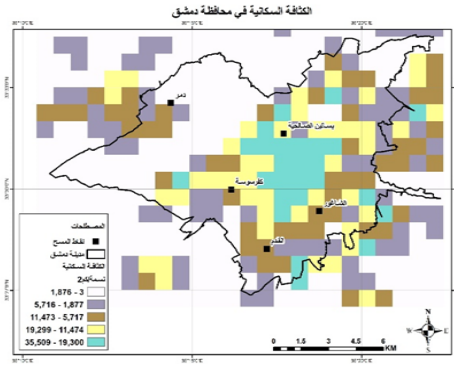 الكثافة السكانية في محافظة دمشق
دمر
بساتين الصالحية
كفرسوسة
الشاغور
القدم
المصطلحات
نقاط المسح
مدينة دمشق
الكثافة السكانية
نسمة/كم2
1,876 - 3
5,716 - 1,877
11,473 - 5,717
19,299 - 11,474
35,509 - 19,300
N
W E
S
0 1.5 3 4.5 6
KM